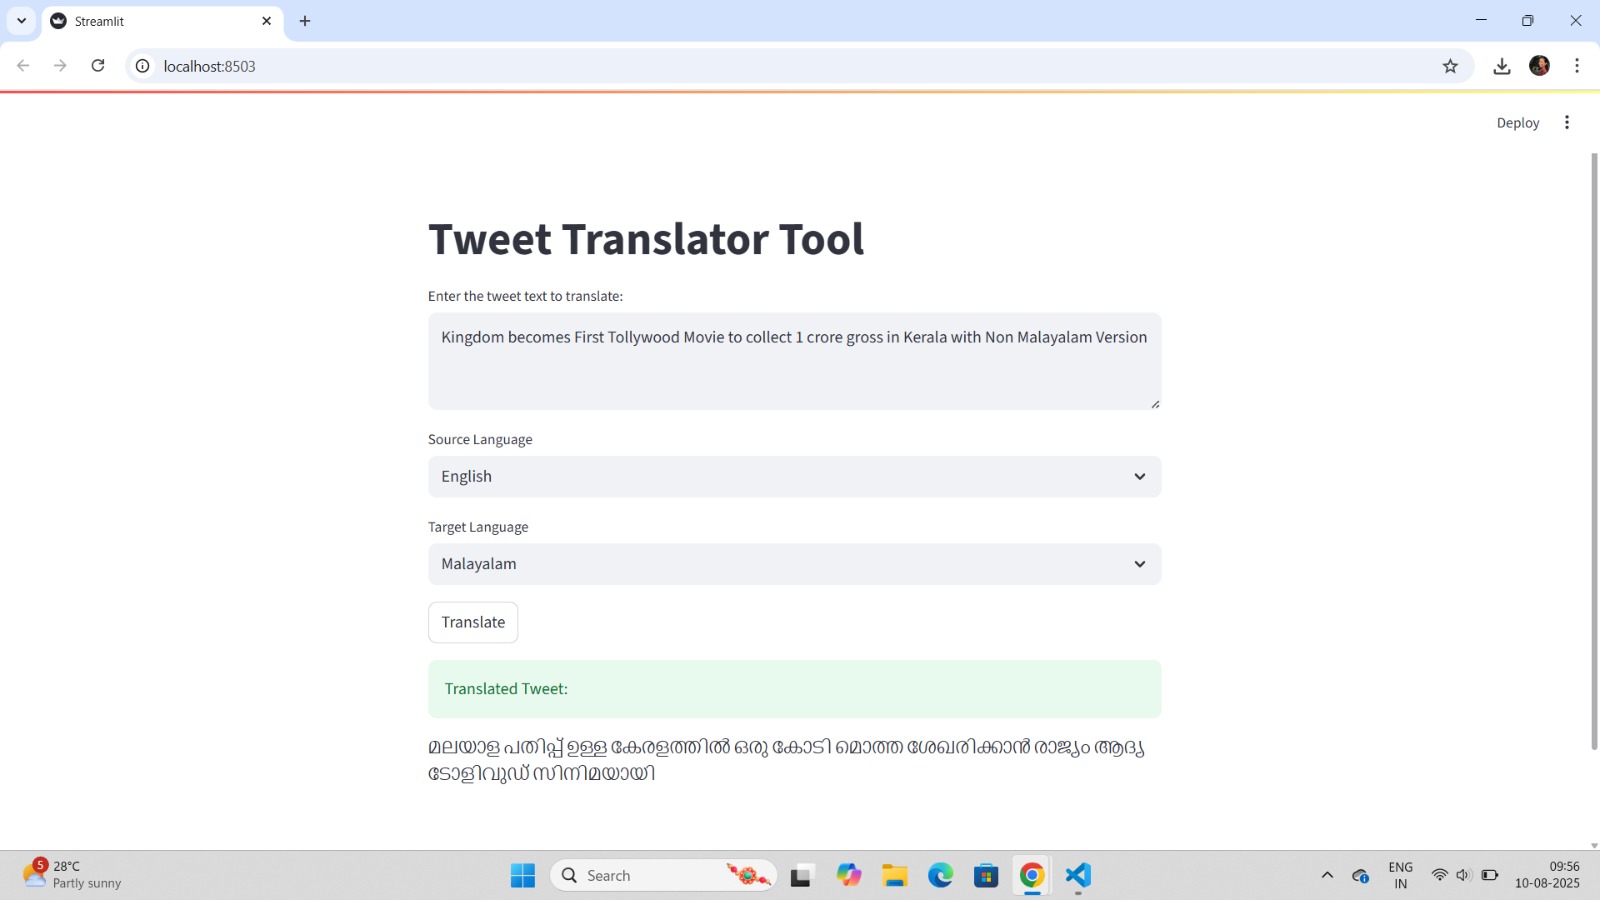 Streamlit
localhost:8503
Deploy
Tweet Translator Tool
Enter the tweet text to translate:
Kingdom becomes First Tollywood Movie to collect 1 crore gross in Kerala with Non Malayalam Version
Source Language
English
Target Language
Malayalam
Translate
Translated Tweet:
മലയാള പതിപ്പ് ഉള്ള കേരളത്തിൽ ഒരു കോടി മൊത്ത ശേഖരിക്കാൻ രാജ്യം ആദ്യ
ടോളിവുഡ് സിനിമയായി
5
28°C
Partly sunny
Search
ENG
IN
09:56
10-08-2025